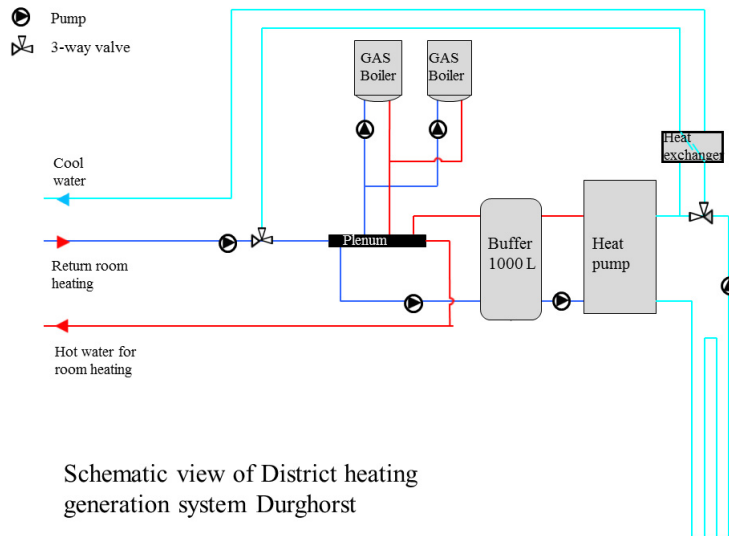 Pump
3-way valve
GAS
Boiler
GAS
Boiler
Heat
exchanger
Cool
water
Plenum
Buffer
1000 L
Heat
pump
Return room
heating
Hot water for
room heating
Schematic view of District heating
generation system Durghorst